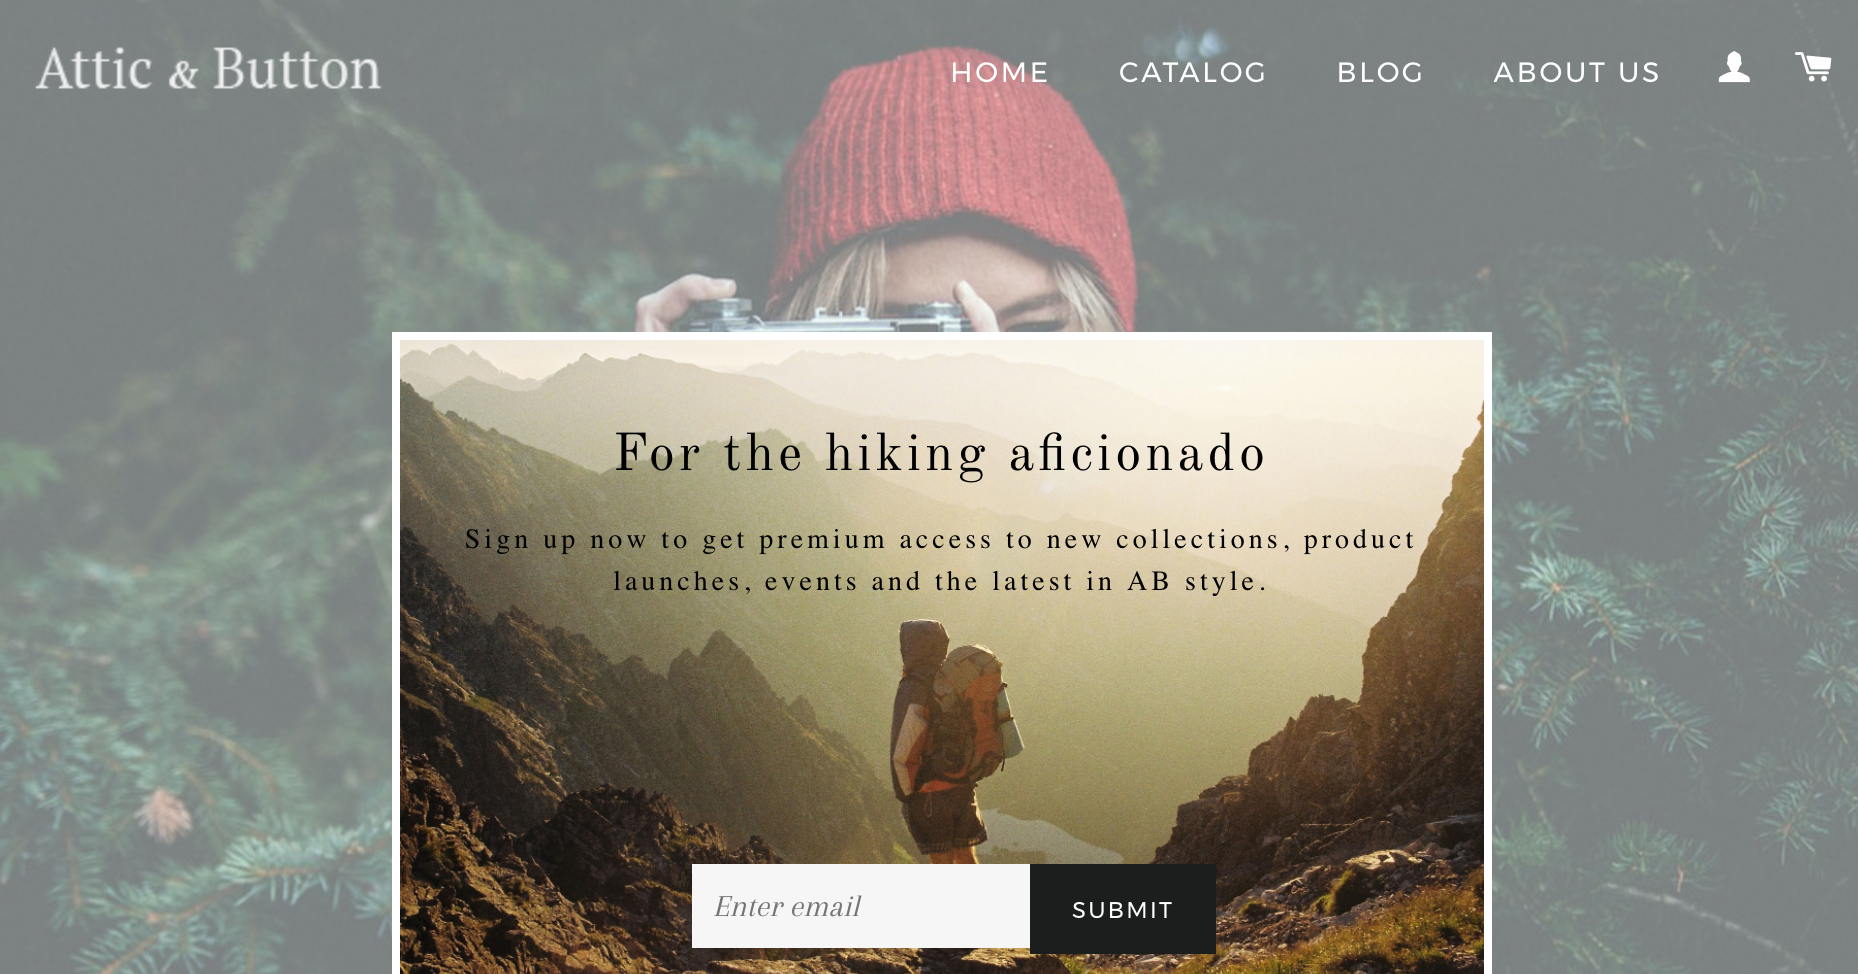 Attic & Button
HOME
CATALOG
BLOG
ABOUT US
For the hiking aficionado
Sign up now to get premium access to new collections, product
launches, events and the latest in AB style.
Enter email
SUBMIT